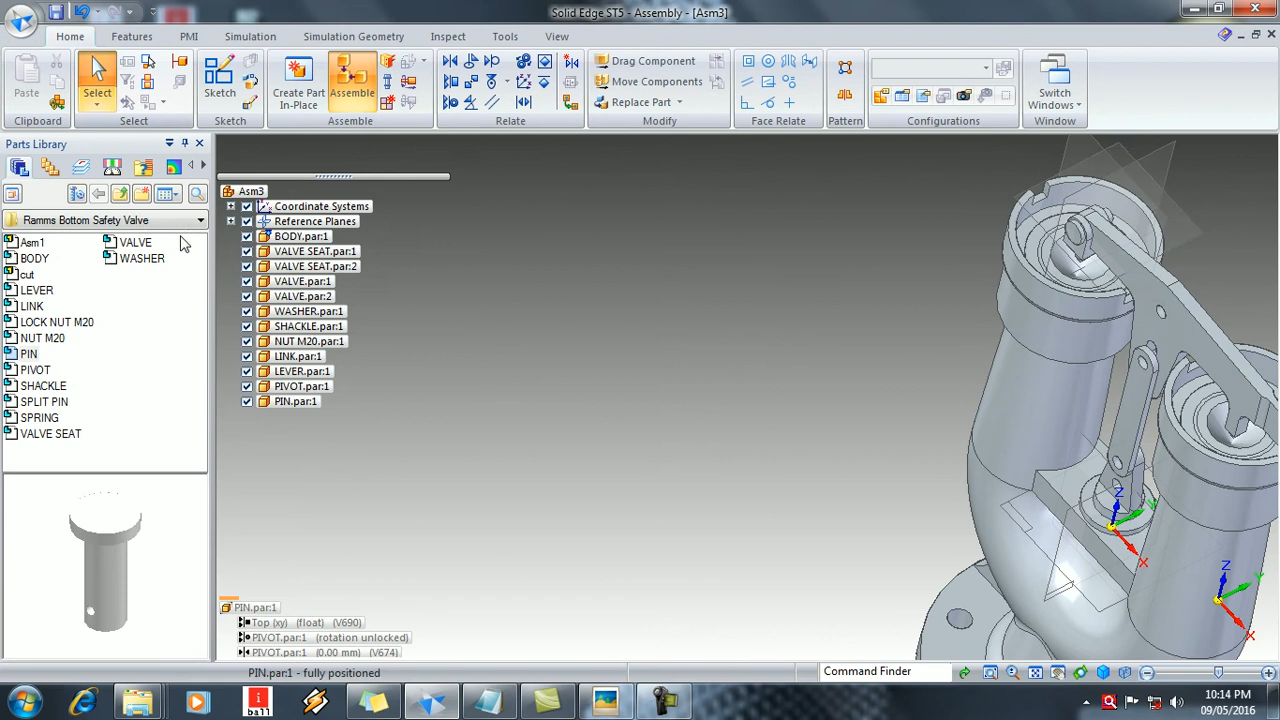 Solid Edge ST5 - Assembly - [Asm3]
Home Features PMI Simulation Simulation Geometry Inspect Tools View
Paste Select Sketch Create Part In-Place Assemble Drag Component Move Components Replace Part Switch Windows
Clipboard Select Sketch Assemble Relate Modify Face Relate Pattern Configurations Window
Parts Library
Ramms Bottom Safety Valve
Asm1 VALVE
BODY WASHER
cut
LEVER
LINK
LOCK NUT M20
NUT M20
PIN
PIVOT
SHACKLE
SPLIT PIN
SPRING
VALVE SEAT
Asm3
Coordinate Systems
Reference Planes
BODY.par:1
VALVE SEAT.par:1
VALVE SEAT.par:2
VALVE.par:1
VALVE.par:2
WASHER.par:1
SHACKLE.par:1
NUT M20.par:1
LINK.par:1
LEVER.par:1
PIVOT.par:1
PIN.par:1
Z Y X
Z Y X
PIN.par:1
Top (xy) (float) (V690)
PIVOT.par:1 (rotation unlocked)
PIVOT.par:1 (0.00 mm) (V674)
PIN.par:1 - fully positioned
Command Finder
i ball
10:14 PM
09/05/2016